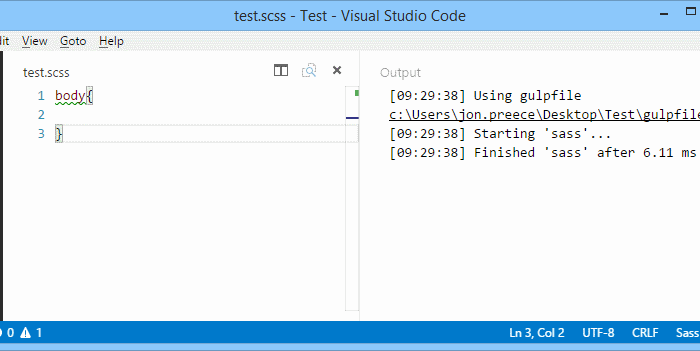 test.scss - Test - Visual Studio Code
View Goto Help
test.scss
1 body{
2
3 }
Output
[09:29:38] Using gulpfile
c:\Users\jon.preece\Desktop\Test\gulpfile
[09:29:38] Starting 'sass'...
[09:29:38] Finished 'sass' after 6.11 ms
0 1 Ln 3, Col 2 UTF-8 CRLF Sass